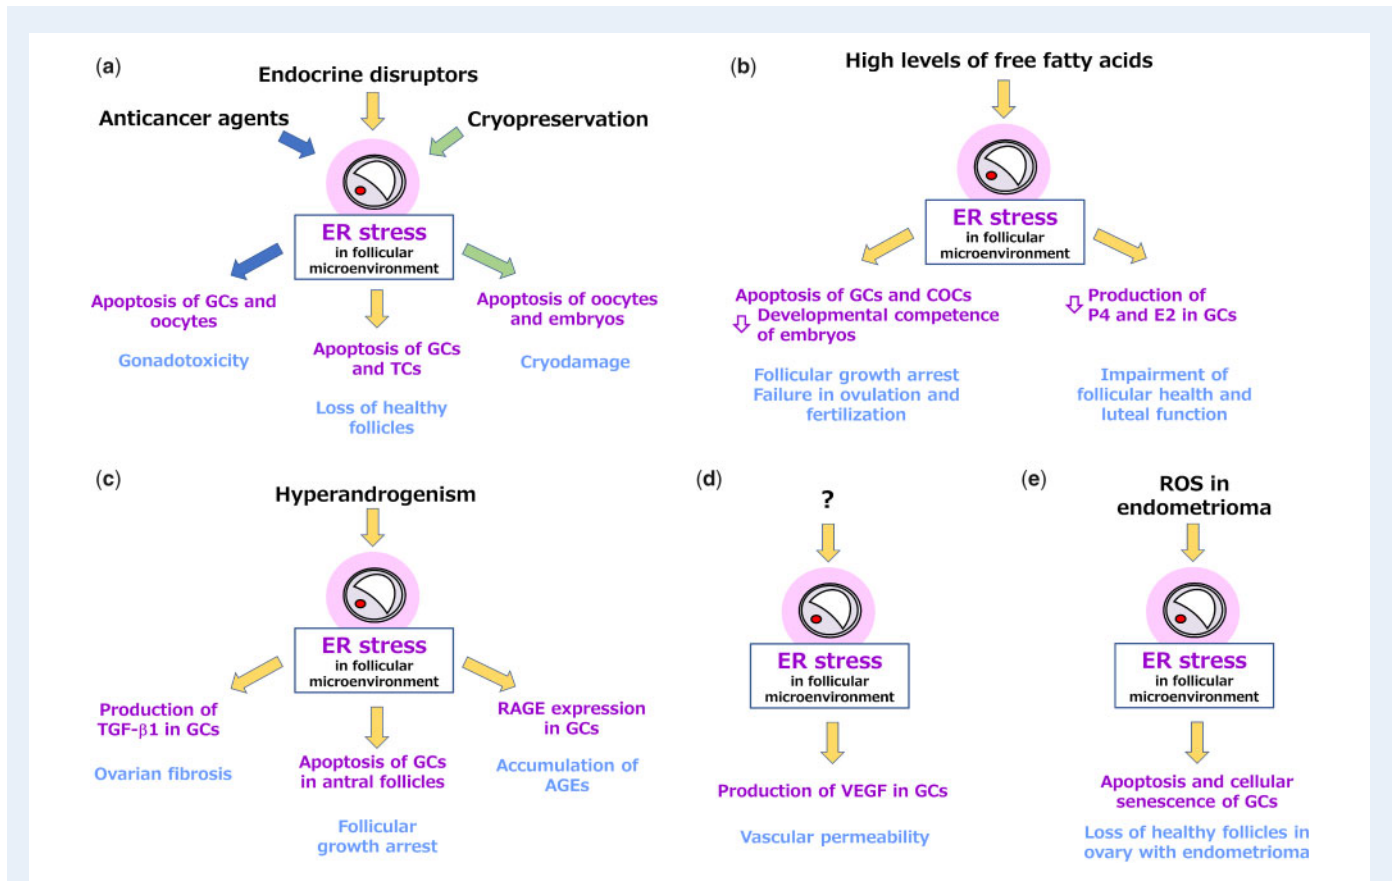 (a)
Endocrine disruptors
Anticancer agents
Cryopreservation
ER stress
in follicular
microenvironment
Apoptosis of GCs and
oocytes
Gonadotoxicity
Apoptosis of GCs
and TCs
Loss of healthy
follicles
Apoptosis of oocytes
and embryos
Cryodamage
(b)
High levels of free fatty acids
ER stress
in follicular
microenvironment
Apoptosis of GCs and COCs
Developmental competence
of embryos
Follicular growth arrest
Failure in ovulation and
fertilization
Production of
P4 and E2 in GCs
Impairment of
follicular health and
luteal function
(c)
Hyperandrogenism
ER stress
in follicular
microenvironment
Production of
TGF-β1 in GCs
Ovarian fibrosis
Apoptosis of GCs
in antral follicles
Follicular
growth arrest
RAGE expression
in GCs
Accumulation of
AGEs
(d)
?
ER stress
in follicular
microenvironment
Production of VEGF in GCs
Vascular permeability
(e)
ROS in
endometrioma
ER stress
in follicular
microenvironment
Apoptosis and cellular
senescence of GCs
Loss of healthy follicles in
ovary with endometrioma